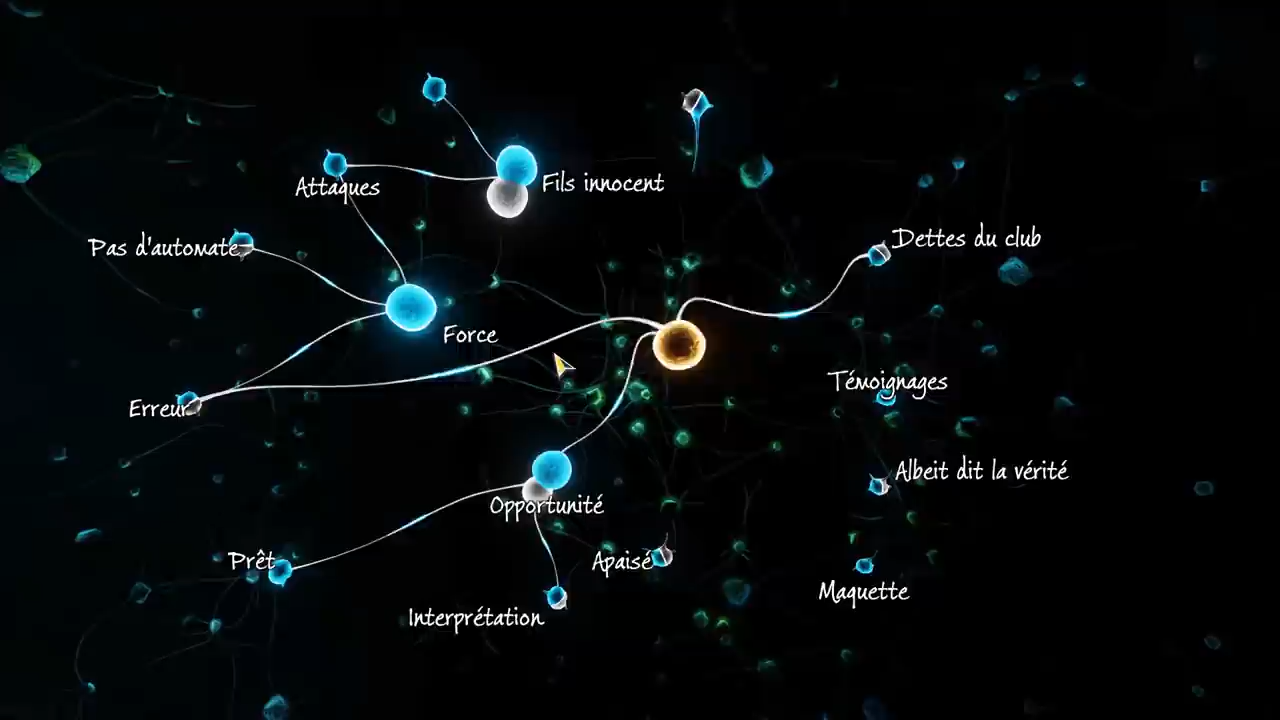 Attaques
Fils innocent
Pas d'automate
Dettes du club
Force
Témoignages
Erreur
Albeit dit la vérité
Opportunité
Prêt
Apaisé
Maquette
Interprétation